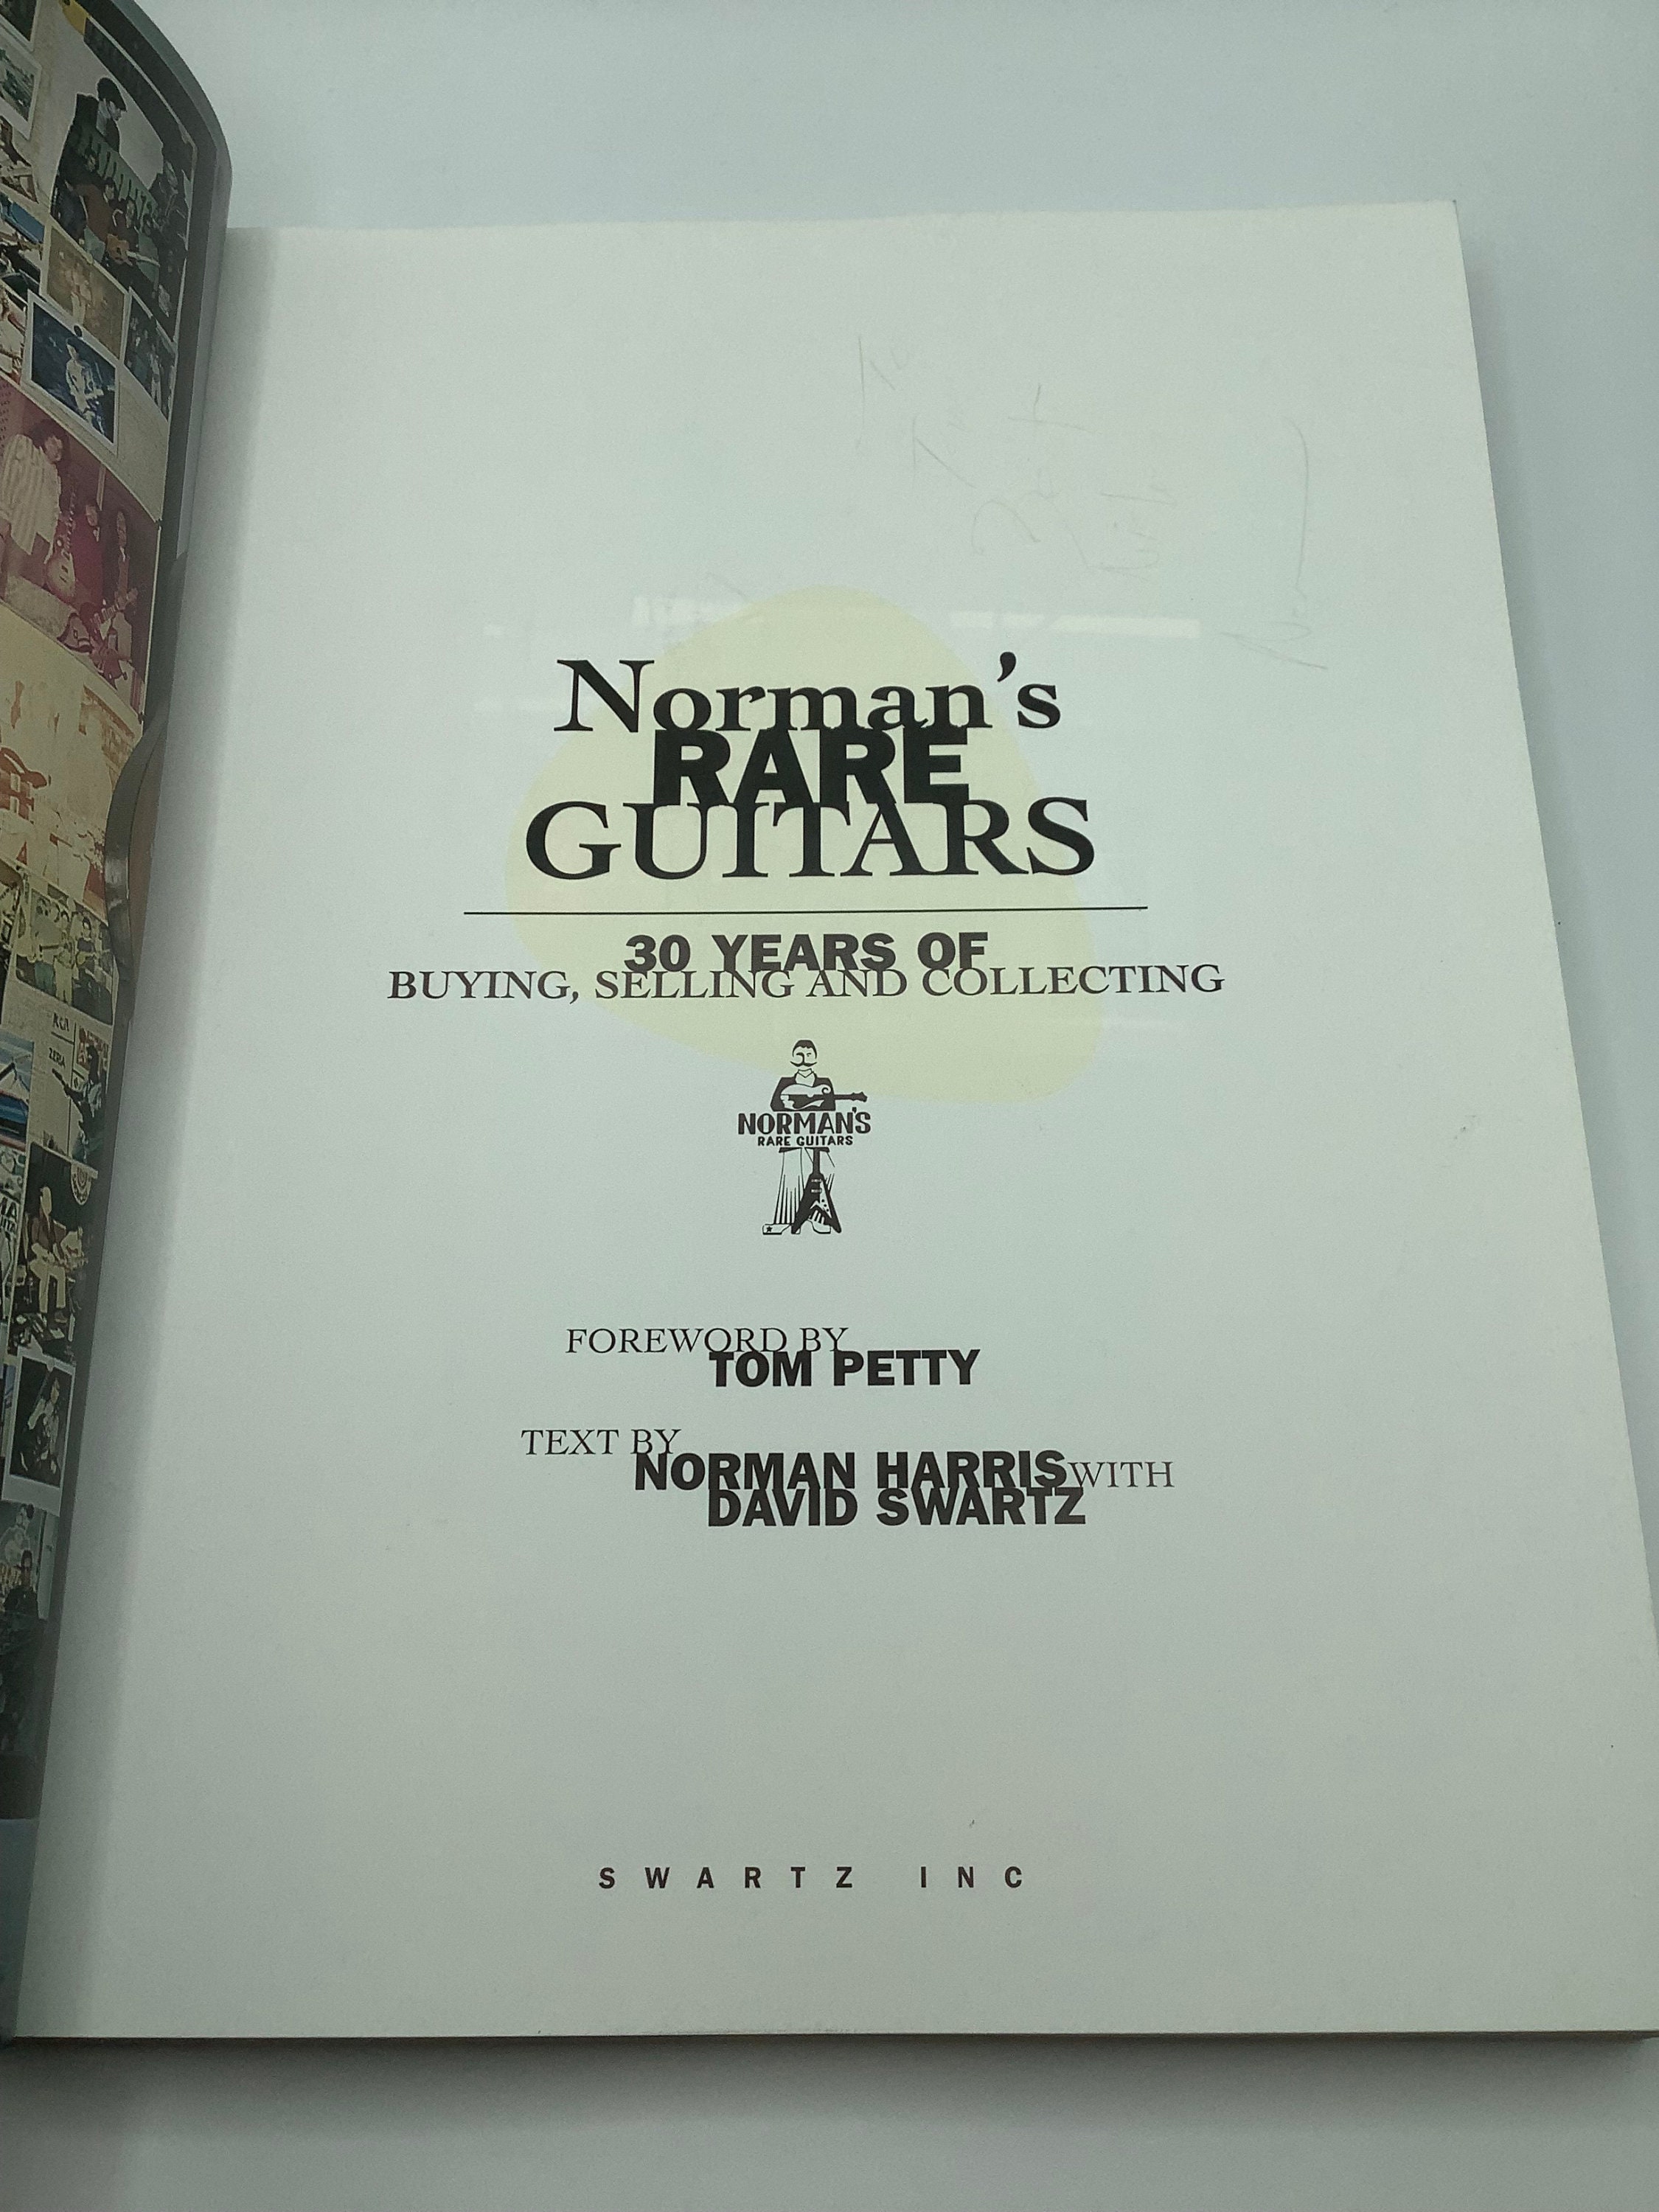 Norman's
RARE
GUITARS
30 YEARS OF
BUYING, SELLING AND COLLECTING
NORMAN'S
RARE GUITARS
FOREWORD BY
TOM PETTY
TEXT BY
NORMAN HARRIS WITH
DAVID SWARTZ
SWARTZ INC